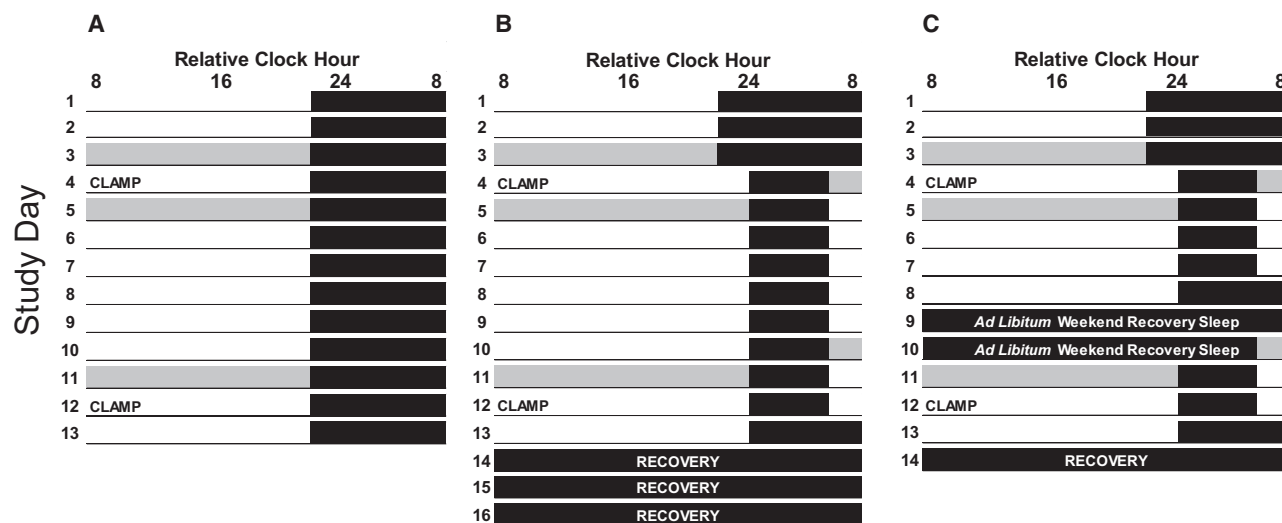 A
Relative Clock Hour
8 16 24 8
Study Day
1
2
3
4 CLAMP
5
6
7
8
9
10
11
12 CLAMP
13
B
Relative Clock Hour
8 16 24 8
1
2
3
4 CLAMP
5
6
7
8
9
10
11
12 CLAMP
13
14 RECOVERY
15 RECOVERY
16 RECOVERY
C
Relative Clock Hour
8 16 24 8
1
2
3
4 CLAMP
5
6
7
8
9 Ad Libitum Weekend Recovery Sleep
10 Ad Libitum Weekend Recovery Sleep
11
12 CLAMP
13
14 RECOVERY